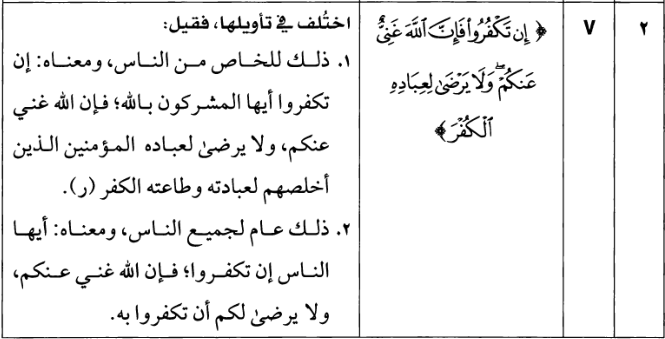 ٢
٧
﴿ إِن تَكْفُرُوا۟ فَإِنَّ ٱللَّهَ غَنِىٌّ
عَنكُمْ ۖ وَلَا يَرْضَىٰ لِعِبَادِهِ
ٱلْكُفْرَ ﴾
اختُلف في تأويلها، فقيل:
١. ذلك للخاص من الناس، ومعناه: إن
تكفروا أيها المشركون بالله؛ فإن الله غني
عنكم، ولا يرضىٰ لعباده المؤمنين الذين
أخلصهم لعبادته وطاعته الكفر (ر).
٢. ذلك عام لجميع الناس، ومعناه: أيها
الناس إن تكفروا؛ فإن الله غني عنكم،
ولا يرضىٰ لكم أن تكفروا به.